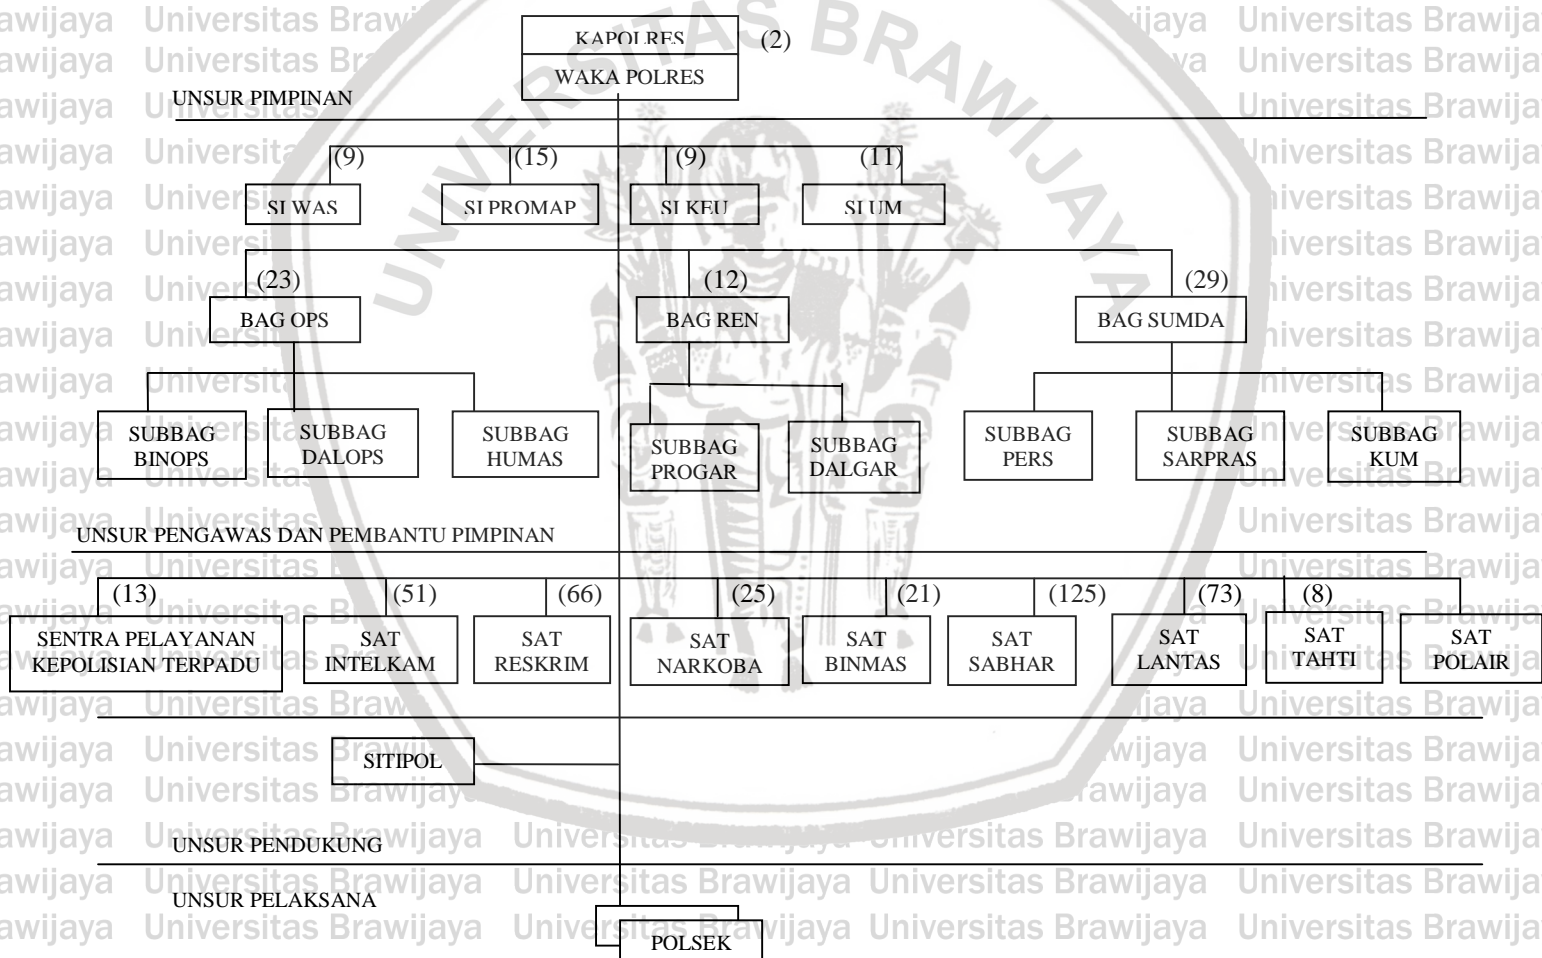 KAPOLRES (2)
WAKA POLRES
UNSUR PIMPINAN
(9) (15) (9) (11)
SI WAS SI PROMAP SI KEU SI UM
(23) (12) (29)
BAG OPS BAG REN BAG SUMDA
SUBBAG BINOPS
SUBBAG DALOPS
SUBBAG HUMAS
SUBBAG PROGAR
SUBBAG DALGAR
SUBBAG PERS
SUBBAG SARPRAS
SUBBAG KUM
UNSUR PENGAWAS DAN PEMBANTU PIMPINAN
(13) (51) (66) (25) (21) (125) (73) (8)
SENTRA PELAYANAN
KEPOLISIAN TERPADU
SAT INTELKAM
SAT RESKRIM
SAT NARKOBA
SAT BINMAS
SAT SABHAR
SAT LANTAS
SAT TAHTI
SAT POLAIR
SITIPOL
UNSUR PENDUKUNG
UNSUR PELAKSANA
POLSEK
UNIVERSITAS BRAWIJAYA